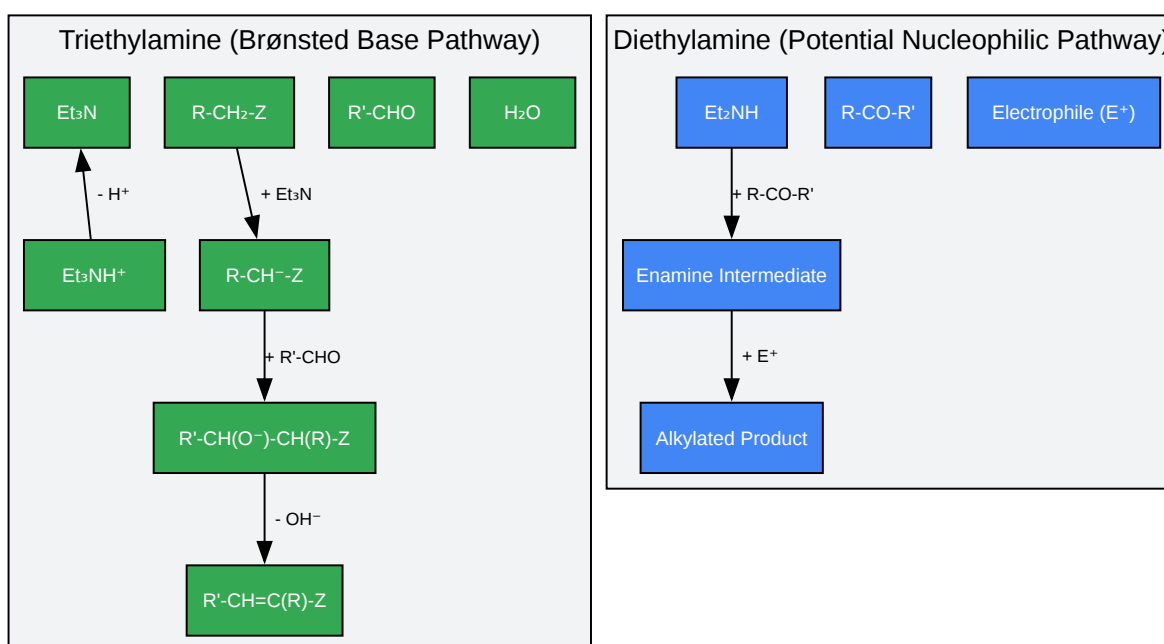 Triethylamine (Brønsted Base Pathway)
Et₃N
R-CH₂-Z
R'-CHO
H₂O
- H⁺
+ Et₃N
Et₃NH⁺
R-CH⁻-Z
+ R'-CHO
R'-CH(O⁻)-CH(R)-Z
- OH⁻
R'-CH=C(R)-Z
Diethylamine (Potential Nucleophilic Pathway)
Et₂NH
R-CO-R'
Electrophile (E⁺)
+ R-CO-R'
Enamine Intermediate
+ E⁺
Alkylated Product